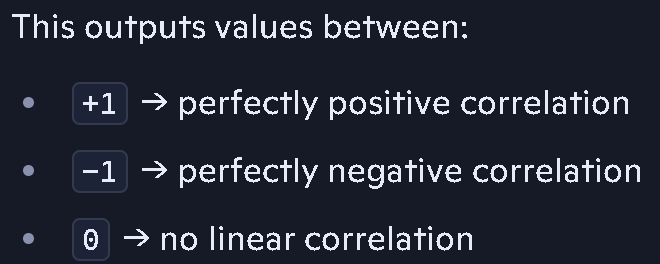 This outputs values between:
• +1 → perfectly positive correlation
• −1 → perfectly negative correlation
• 0 → no linear correlation